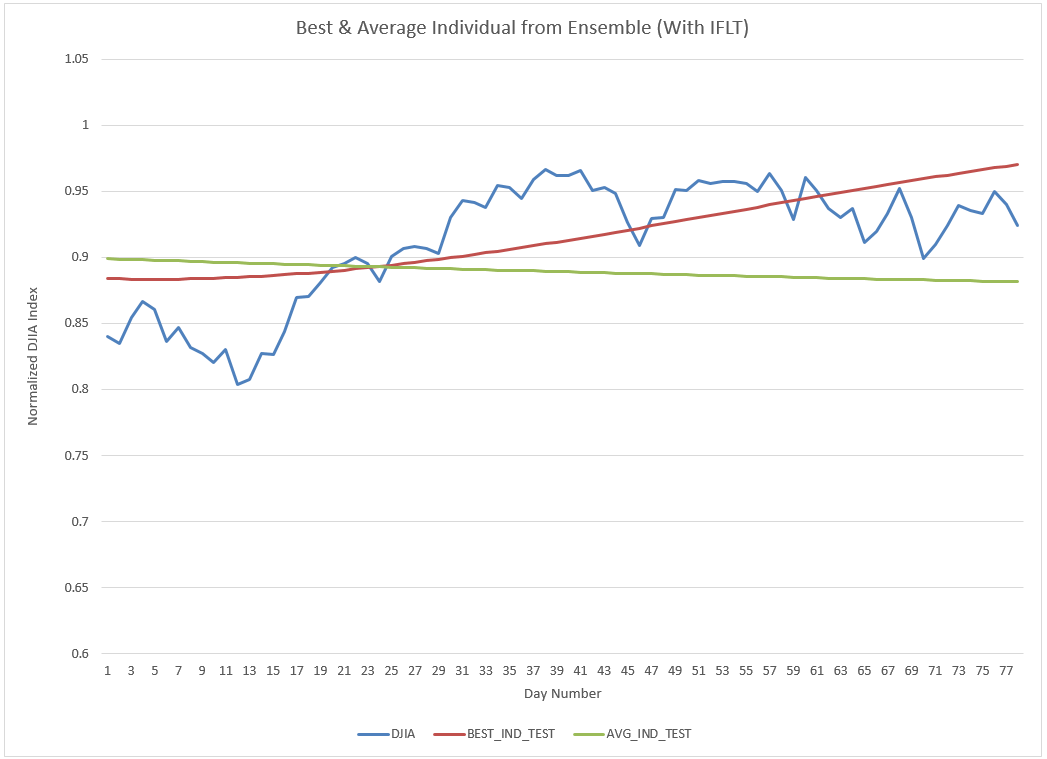 Best & Average Individual from Ensemble (With IFLT)
1.05
1
0.95
0.9
0.85
0.8
0.75
0.7
0.65
0.6
Normalized DJIA Index
1 3 5 7 9 11 13 15 17 19 21 23 25 27 29 31 33 35 37 39 41 43 45 47 49 51 53 55 57 59 61 63 65 67 69 71 73 75 77
Day Number
DJIA BEST_IND_TEST AVG_IND_TEST